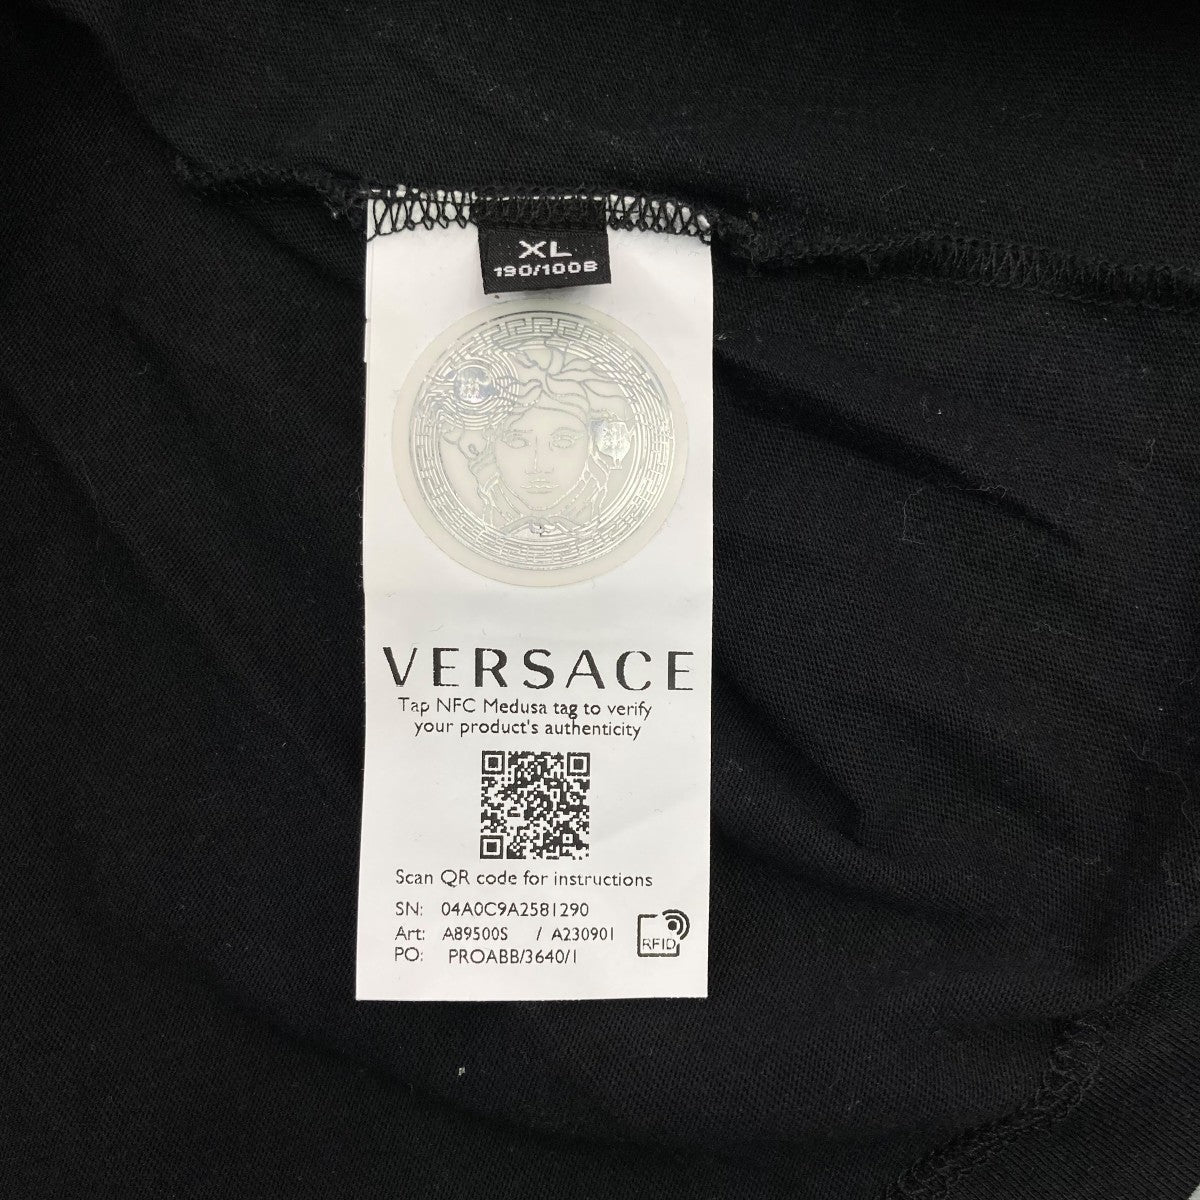 XL
190/100B
VERSACE
Tap NFC Medusa tag to verify
your product's authenticity
Scan QR code for instructions
SN: 04A0C9A2581290
Art: A89500S / A230901
PO: PROABB/3640/1
RFID